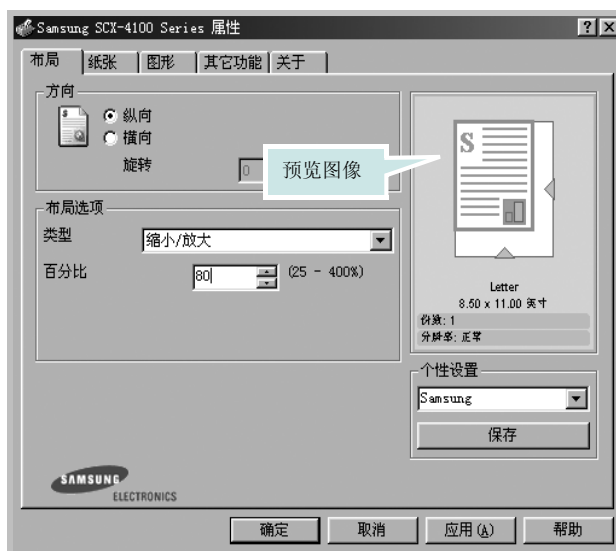 Samsung SCX-4100 Series 属性
布局 纸张 图形 其它功能 关于
方向
S
纵向
横向
旋转 0
预览图像
布局选项
类型 缩小/放大
百分比 80 (25 - 400%)
S
Letter
8.50 x 11.00 英寸
份数: 1
分辨率: 正常
个性设置
Samsung
保存
SAMSUNG
ELECTRONICS
确定 取消 应用(A) 帮助